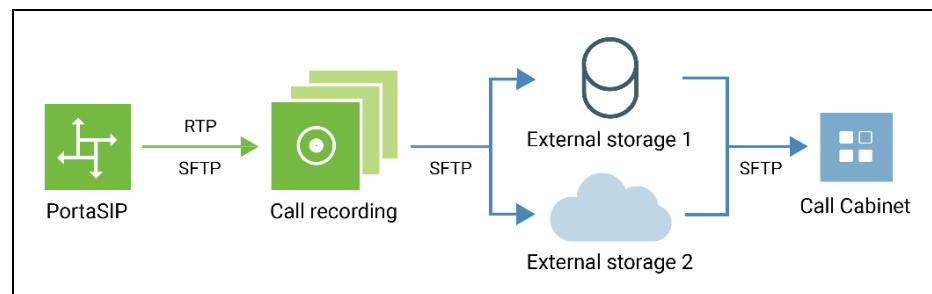 RTP
SFTP
PortaSIP
Call recording
SFTP
External storage 1
External storage 2
SFTP
Call Cabinet